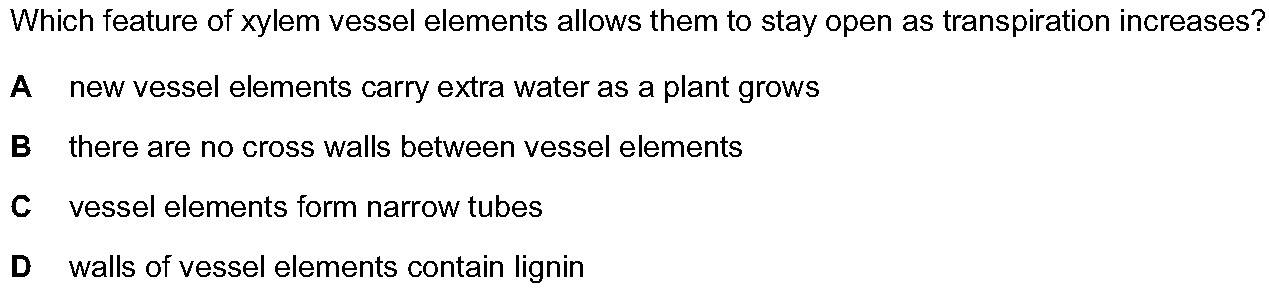 Which feature of xylem vessel elements allows them to stay open as transpiration increases?
A new vessel elements carry extra water as a plant grows
B there are no cross walls between vessel elements
C vessel elements form narrow tubes
D walls of vessel elements contain lignin